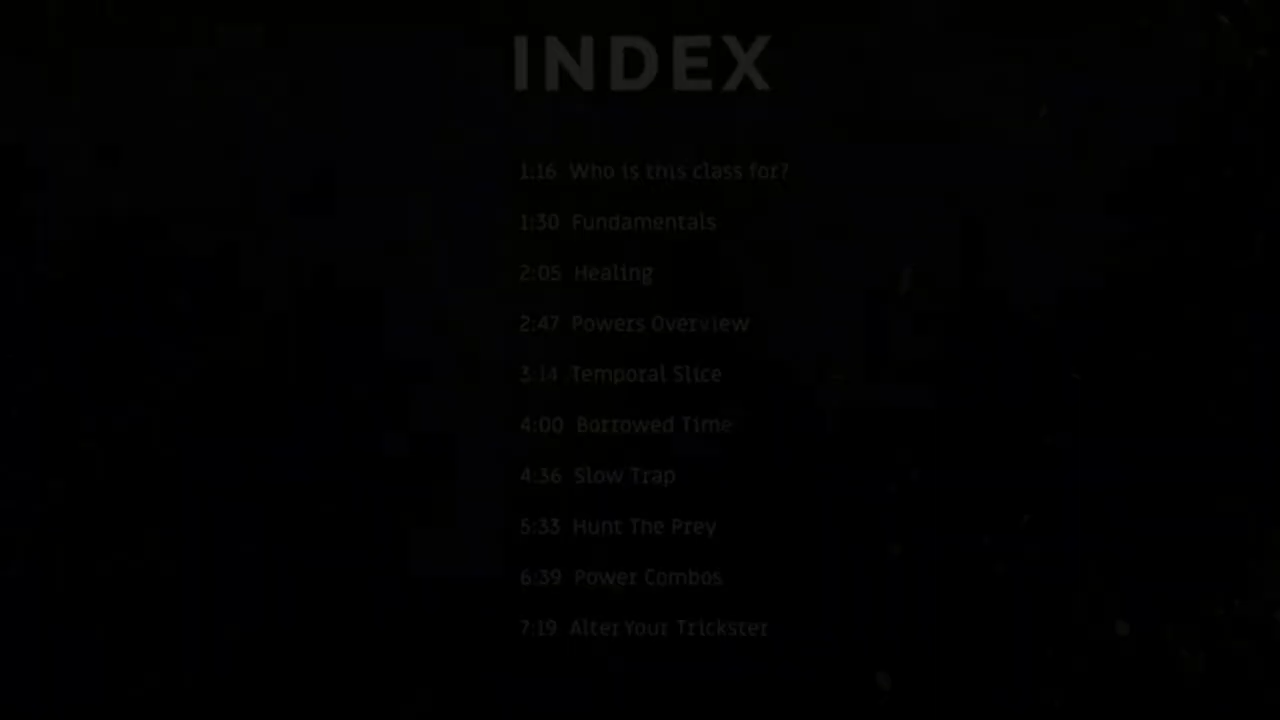 INDEX
1:16 Who is this class for?
1:30 Fundamentals
2:05 Healing
2:47 Powers Overview
3:14 Temporal Slice
4:00 Borrowed Time
4:36 Slow Trap
5:33 Hunt The Prey
6:39 Power Combos
7:19 Alter Your Trickster